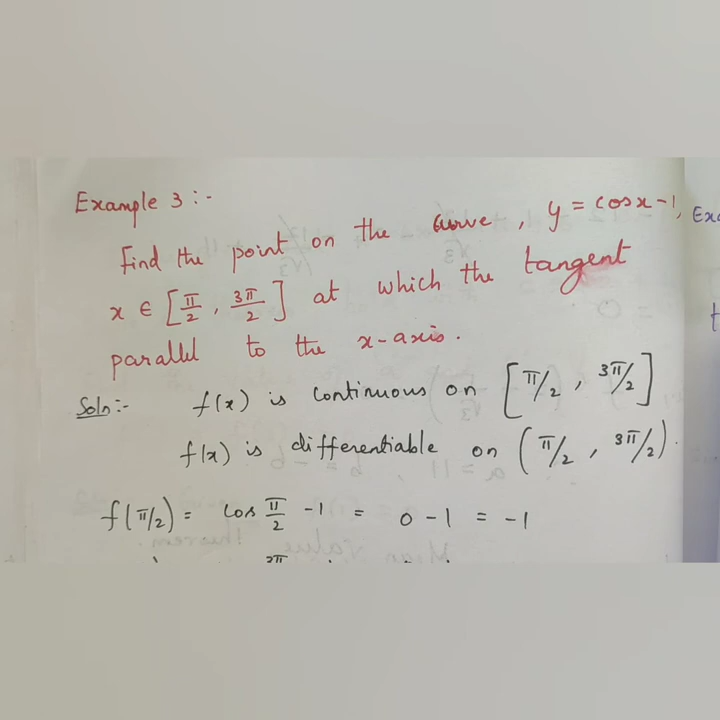 Example 3 :-
Find the point on the curve, y = cosx-1,
x ∈ [π/2, 3π/2] at which the tangent
parallel to the x-axis.
Soln:- f(x) is continuous on [π/2, 3π/2]
f(x) is differentiable on (π/2, 3π/2).
f(π/2) = cos π/2 -1 = 0-1 = -1